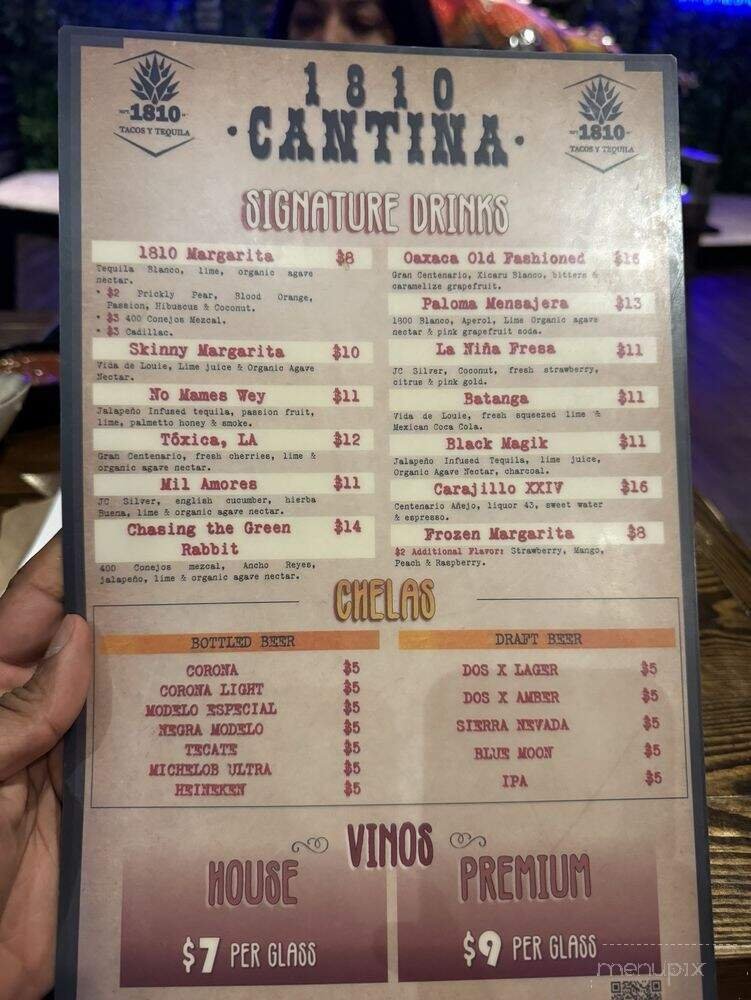 1810
CANTINA
1810
TACOS Y TEQUILA
1810
TACOS Y TEQUILA
SIGNATURE DRINKS
1810 Margarita $8
Tequila Blanco, lime, organic agave
nectar.
• $2 Prickly Pear, Blood Orange,
Passion, Hibuscus & Coconut.
• $3 400 Conejos Mezcal.
• $3 Cadillac.
Skinny Margarita $10
Vida de Louie, Lime juice & Organic Agave
Nectar.
No Mames Wey $11
Jalapeño Infused tequila, passion fruit,
lime, palmetto honey & smoke.
Tóxica, LA $12
Gran Centenario, fresh cherries, lime &
organic agave nectar.
Mil Amores $11
JC Silver, english cucumber, hierba
Buena, lime & organic agave nectar.
Chasing the Green $14
Rabbit
400 Conejos mezcal, Ancho Reyes,
jalapeño, lime & organic agave nectar.
Oaxaca Old Fashioned $16
Gran Centenario, Xicaru Blanco, bitters &
caramelize grapefruit.
Paloma Mensajera $13
1800 Blanco, Aperol, Lime Organic agave
nectar & pink grapefruit soda.
La Niña Fresa $11
JC Silver, Coconut, fresh strawberry,
citrus & pink gold.
Batanga $11
Vida de Louie, fresh squeezed lime &
Mexican Coca Cola.
Black Magik $11
Jalapeño Infused Tequila, lime juice,
Organic Agave Nectar, charcoal.
Carajillo XXIV $16
Centenario Añejo, liquor 43, sweet water
& espresso.
Frozen Margarita $8
$2 Additional Flavor: Strawberry, Mango,
Peach & Raspberry.
CHELAS
BOTTLED BEER
CORONA $5
CORONA LIGHT $5
MODELO ESPECIAL $5
NEGRA MODELO $5
TECATE $5
MICHELOB ULTRA $5
HEINEKEN $5
DRAFT BEER
DOS X LAGER $5
DOS X AMBER $5
SIERRA NEVADA $5
BLUE MOON $5
IPA $5
VINOS
HOUSE
$7 PER GLASS
PREMIUM
$9 PER GLASS
menupix